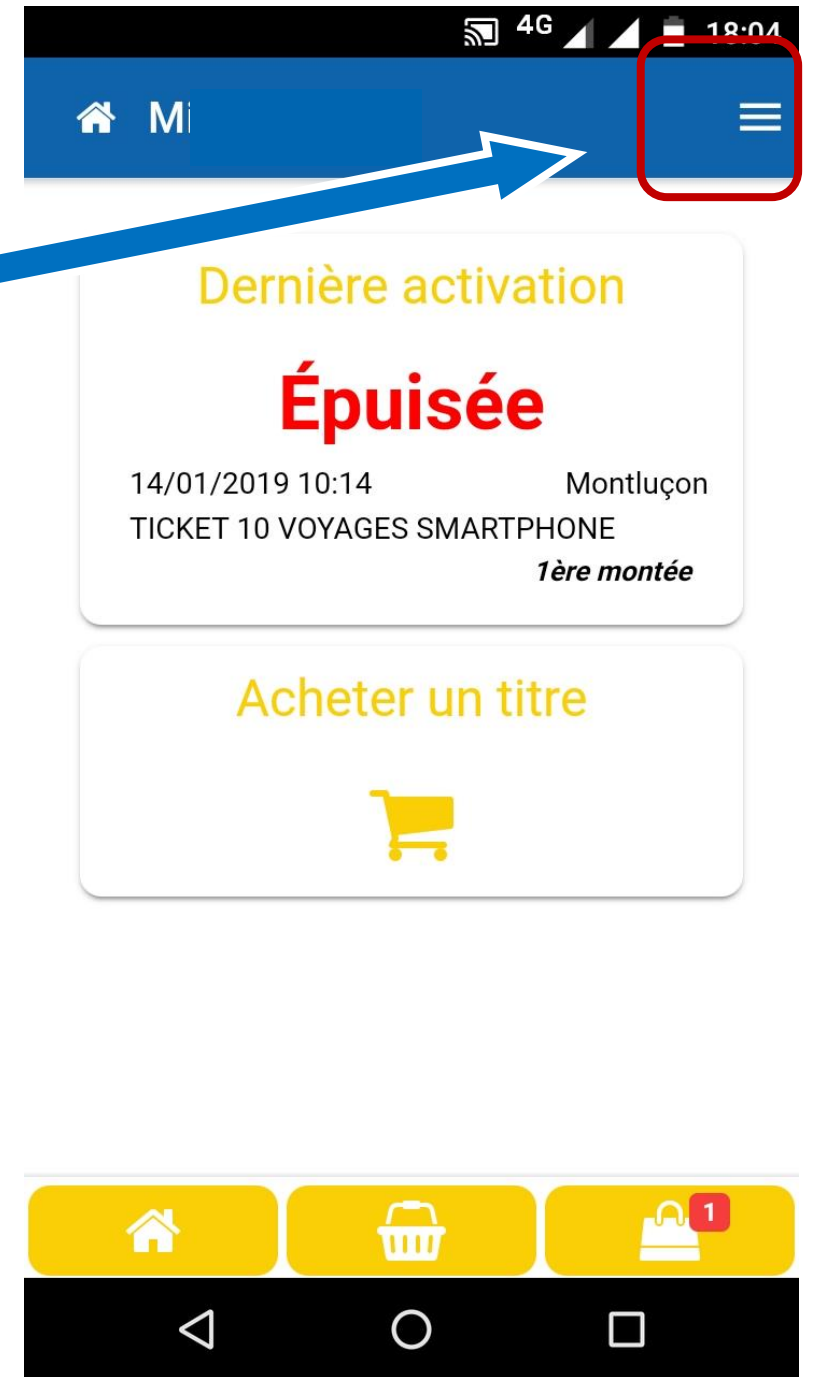 4G 18:04
Mi
Dernière activation
Épuisée
14/01/2019 10:14 Montluçon
TICKET 10 VOYAGES SMARTPHONE
1ère montée
Acheter un titre
1